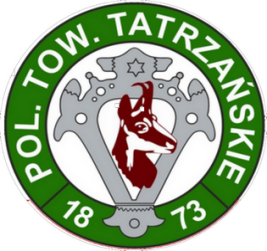 POL. TOW. TATRZAŃSKIE
18 73